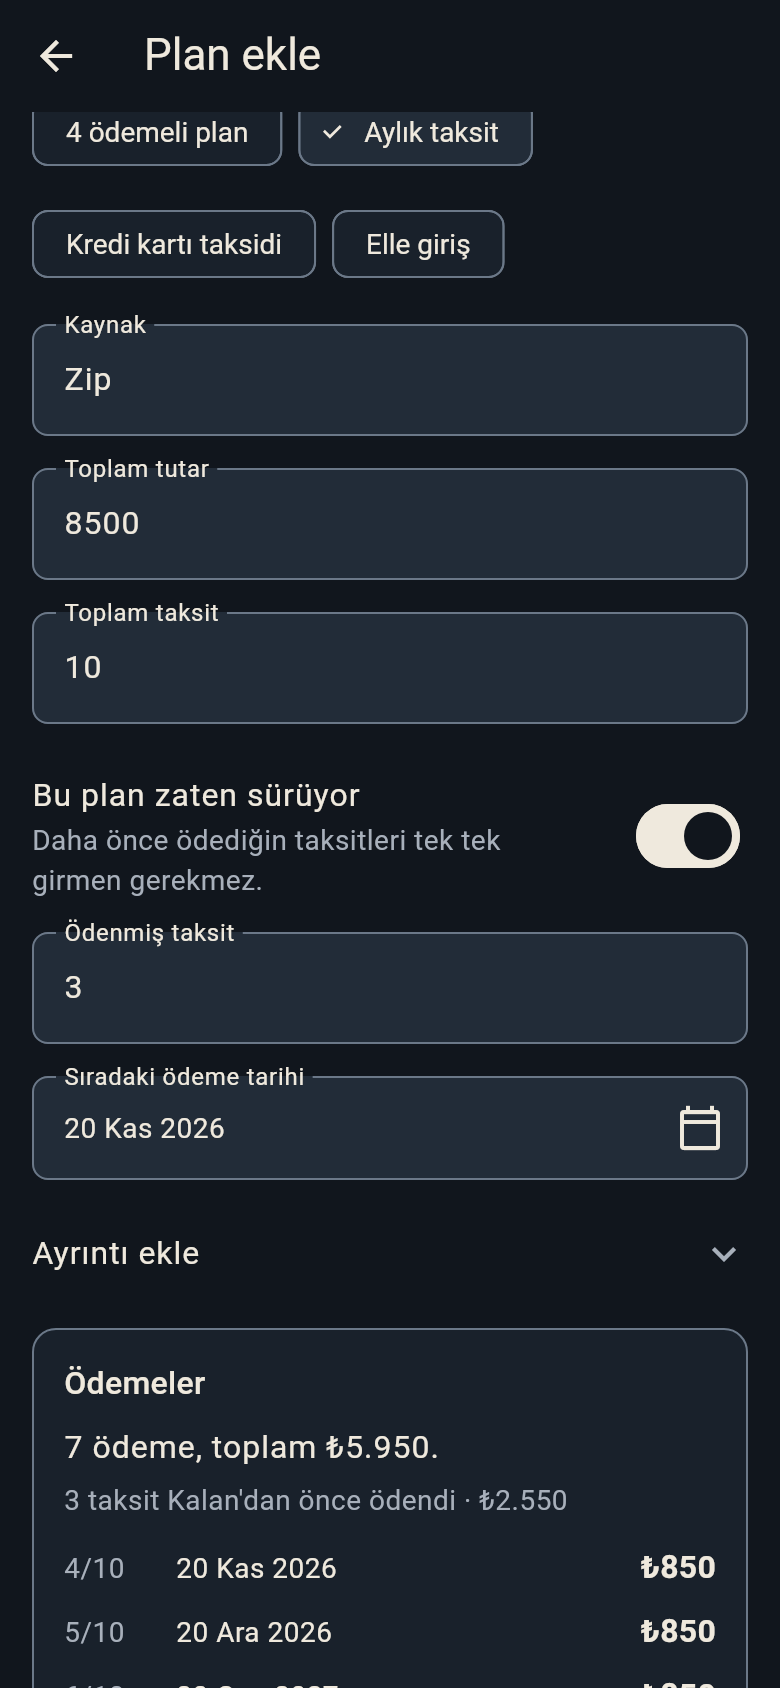 Plan ekle
4 ödemeli plan
Aylık taksit
Kredi kartı taksidi
Elle giriş
Kaynak
Zip
Toplam tutar
8500
Toplam taksit
10
Bu plan zaten sürüyor
Daha önce ödediğin taksitleri tek tek
girmen gerekmez.
Ödenmiş taksit
3
Sıradaki ödeme tarihi
20 Kas 2026
Ayrıntı ekle
Ödemeler
7 ödeme, toplam ₺5.950.
3 taksit Kalan'dan önce ödendi · ₺2.550
4/10 20 Kas 2026 ₺850
5/10 20 Ara 2026 ₺850